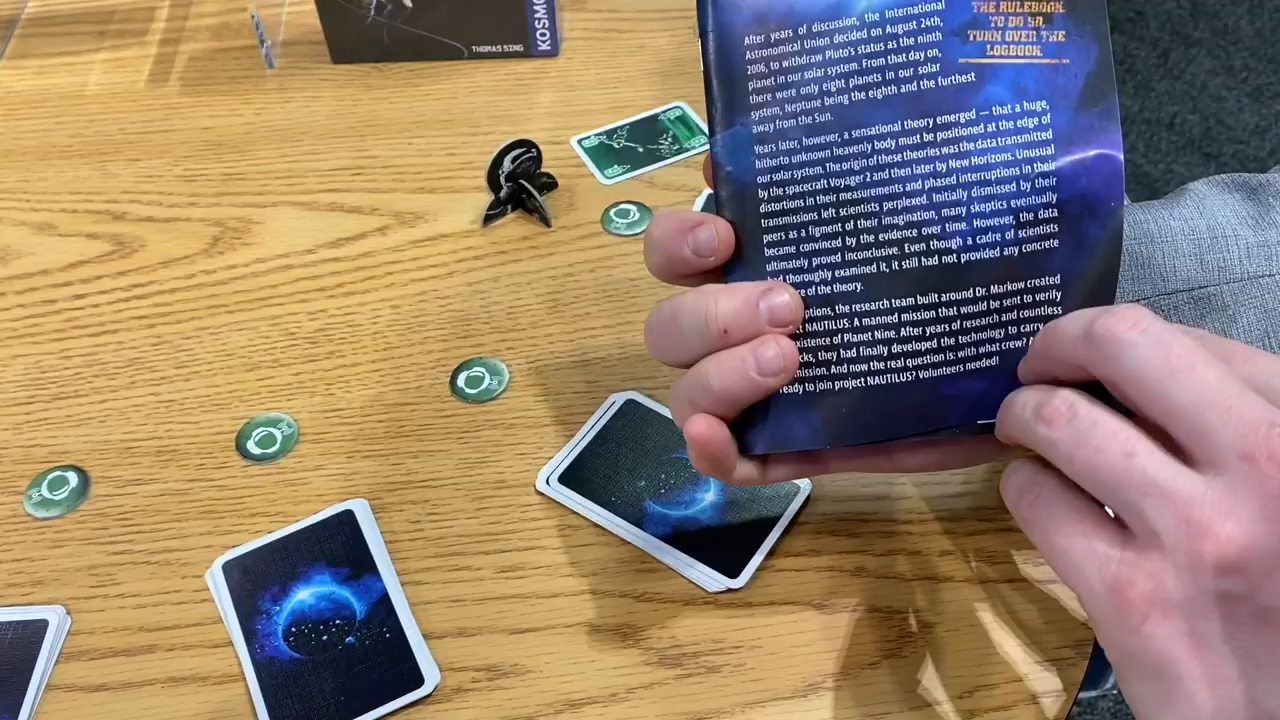 THOMAS SING
KOSMO
THE RULEBOOK.
TO DO SO,
TURN OVER THE
LOGBOOK.
After years of discussion, the International
Astronomical Union decided on August 24th,
2006, to withdraw Pluto's status as the ninth
planet in our solar system. From that day on,
there were only eight planets in our solar
system, Neptune being the eighth and the furthest
away from the Sun.
Years later, however, a sensational theory emerged — that a huge,
hitherto unknown heavenly body must be positioned at the edge of
our solar system. The origin of these theories was the data transmitted
by the spacecraft Voyager 2 and then later by New Horizons. Unusual
distortions in their measurements and phased interruptions in their
transmissions left scientists perplexed. Initially dismissed by their
peers as a figment of their imagination, many skeptics eventually
became convinced by the evidence over time. However, the data
ultimately proved inconclusive. Even though a cadre of scientists
had thoroughly examined it, it still had not provided any concrete
ce of the theory.
ptions, the research team built around Dr. Markow created
t NAUTILUS: A manned mission that would be sent to verify
xistence of Planet Nine. After years of research and countless
cks, they had finally developed the technology to carry
mission. And now the real question is: with what crew?
ready to join project NAUTILUS? Volunteers needed!